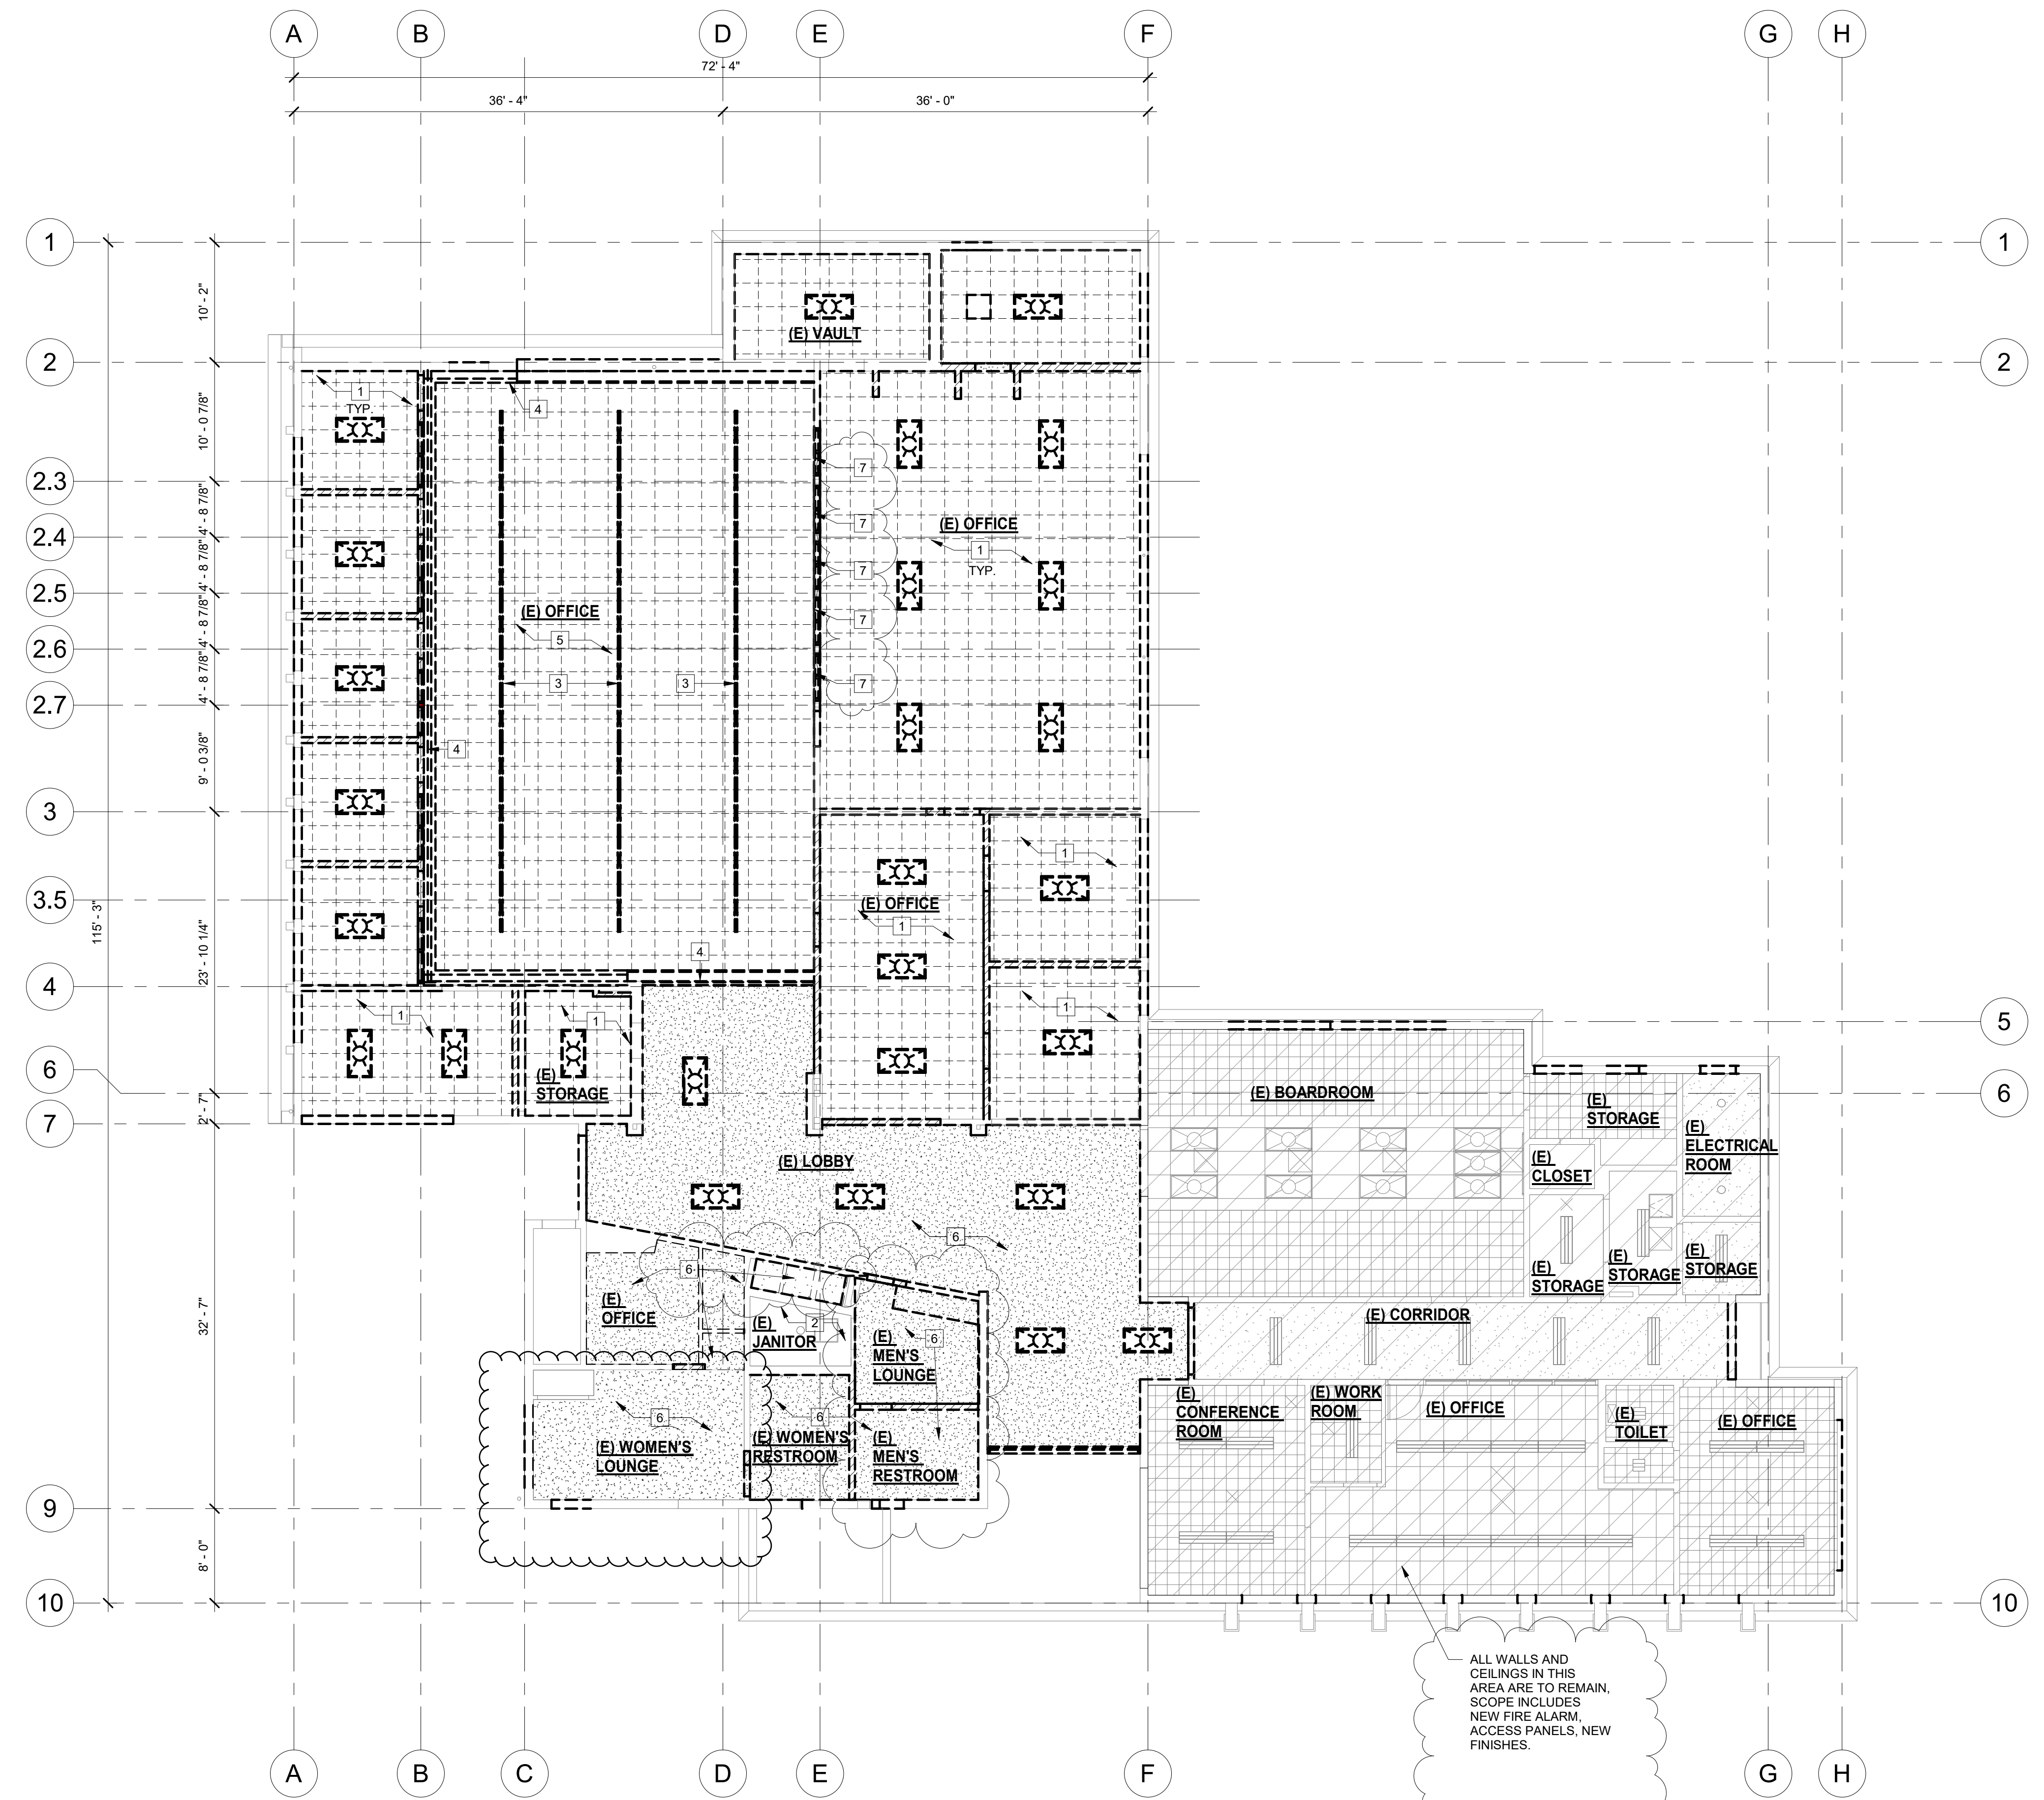 A B D E F G H
72' - 4"
36' - 4" 36' - 0"
1 1
10' - 2"
2 2
(E) VAULT
1
TYP.
4
10' - 0 7/8"
2.3
7
4' - 8 7/8"
7
(E) OFFICE
2.4
1
TYP.
7
4' - 8 7/8"
2.5
(E) OFFICE
7
5
4' - 8 7/8"
2.6
3 3
7
4' - 8 7/8"
2.7
4
9' - 0 3/8"
3
1
3.5
(E) OFFICE
1
115' - 3"
23' - 10 1/4"
4
4
1
1
1
5
6
(E)
STORAGE
(E) BOARDROOM
6
(E)
STORAGE
2' - 7"
7
(E)
ELECTRICAL
ROOM
(E) LOBBY
(E)
CLOSET
6
6
(E)
STORAGE
(E)
STORAGE
(E)
STORAGE
(E)
OFFICE
2
(E)
JANITOR
(E) CORRIDOR
32' - 7"
6
(E)
MEN'S
LOUNGE
(E)
CONFERENCE
ROOM
(E) WORK
ROOM
(E) OFFICE
(E)
TOILET
(E) OFFICE
6
6
(E) WOMEN'S
LOUNGE
(E) WOMEN'S
RESTROOM
(E)
MEN'S
RESTROOM
9
8' - 0"
10 10
ALL WALLS AND
CEILINGS IN THIS
AREA ARE TO REMAIN,
SCOPE INCLUDES
NEW FIRE ALARM,
ACCESS PANELS, NEW
FINISHES.
A B C D E F G H